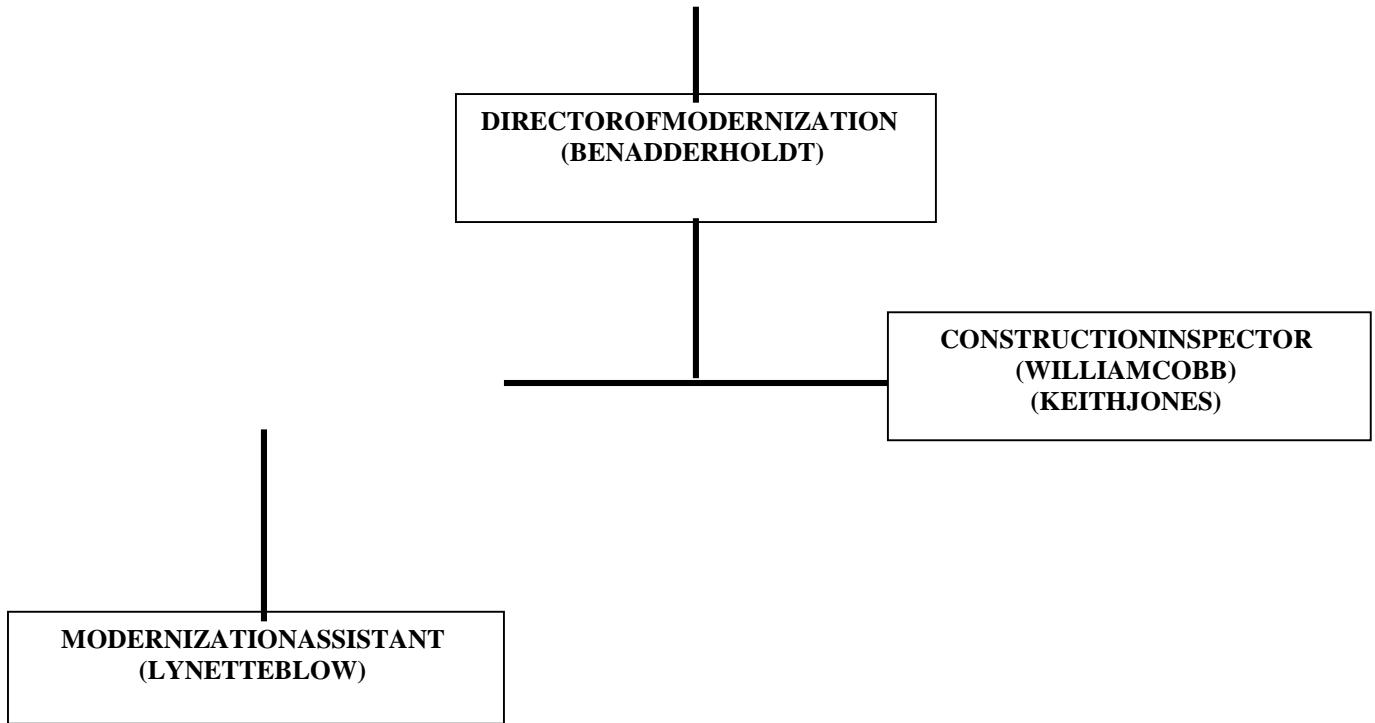 DIRECTOROFMODERNIZATION
(BENADDERHOLDT)
CONSTRUCTIONINSPECTOR
(WILLIAMCOBB)
(KEITHJONES)
MODERNIZATIONASSISTANT
(LYNETTEBLOW)